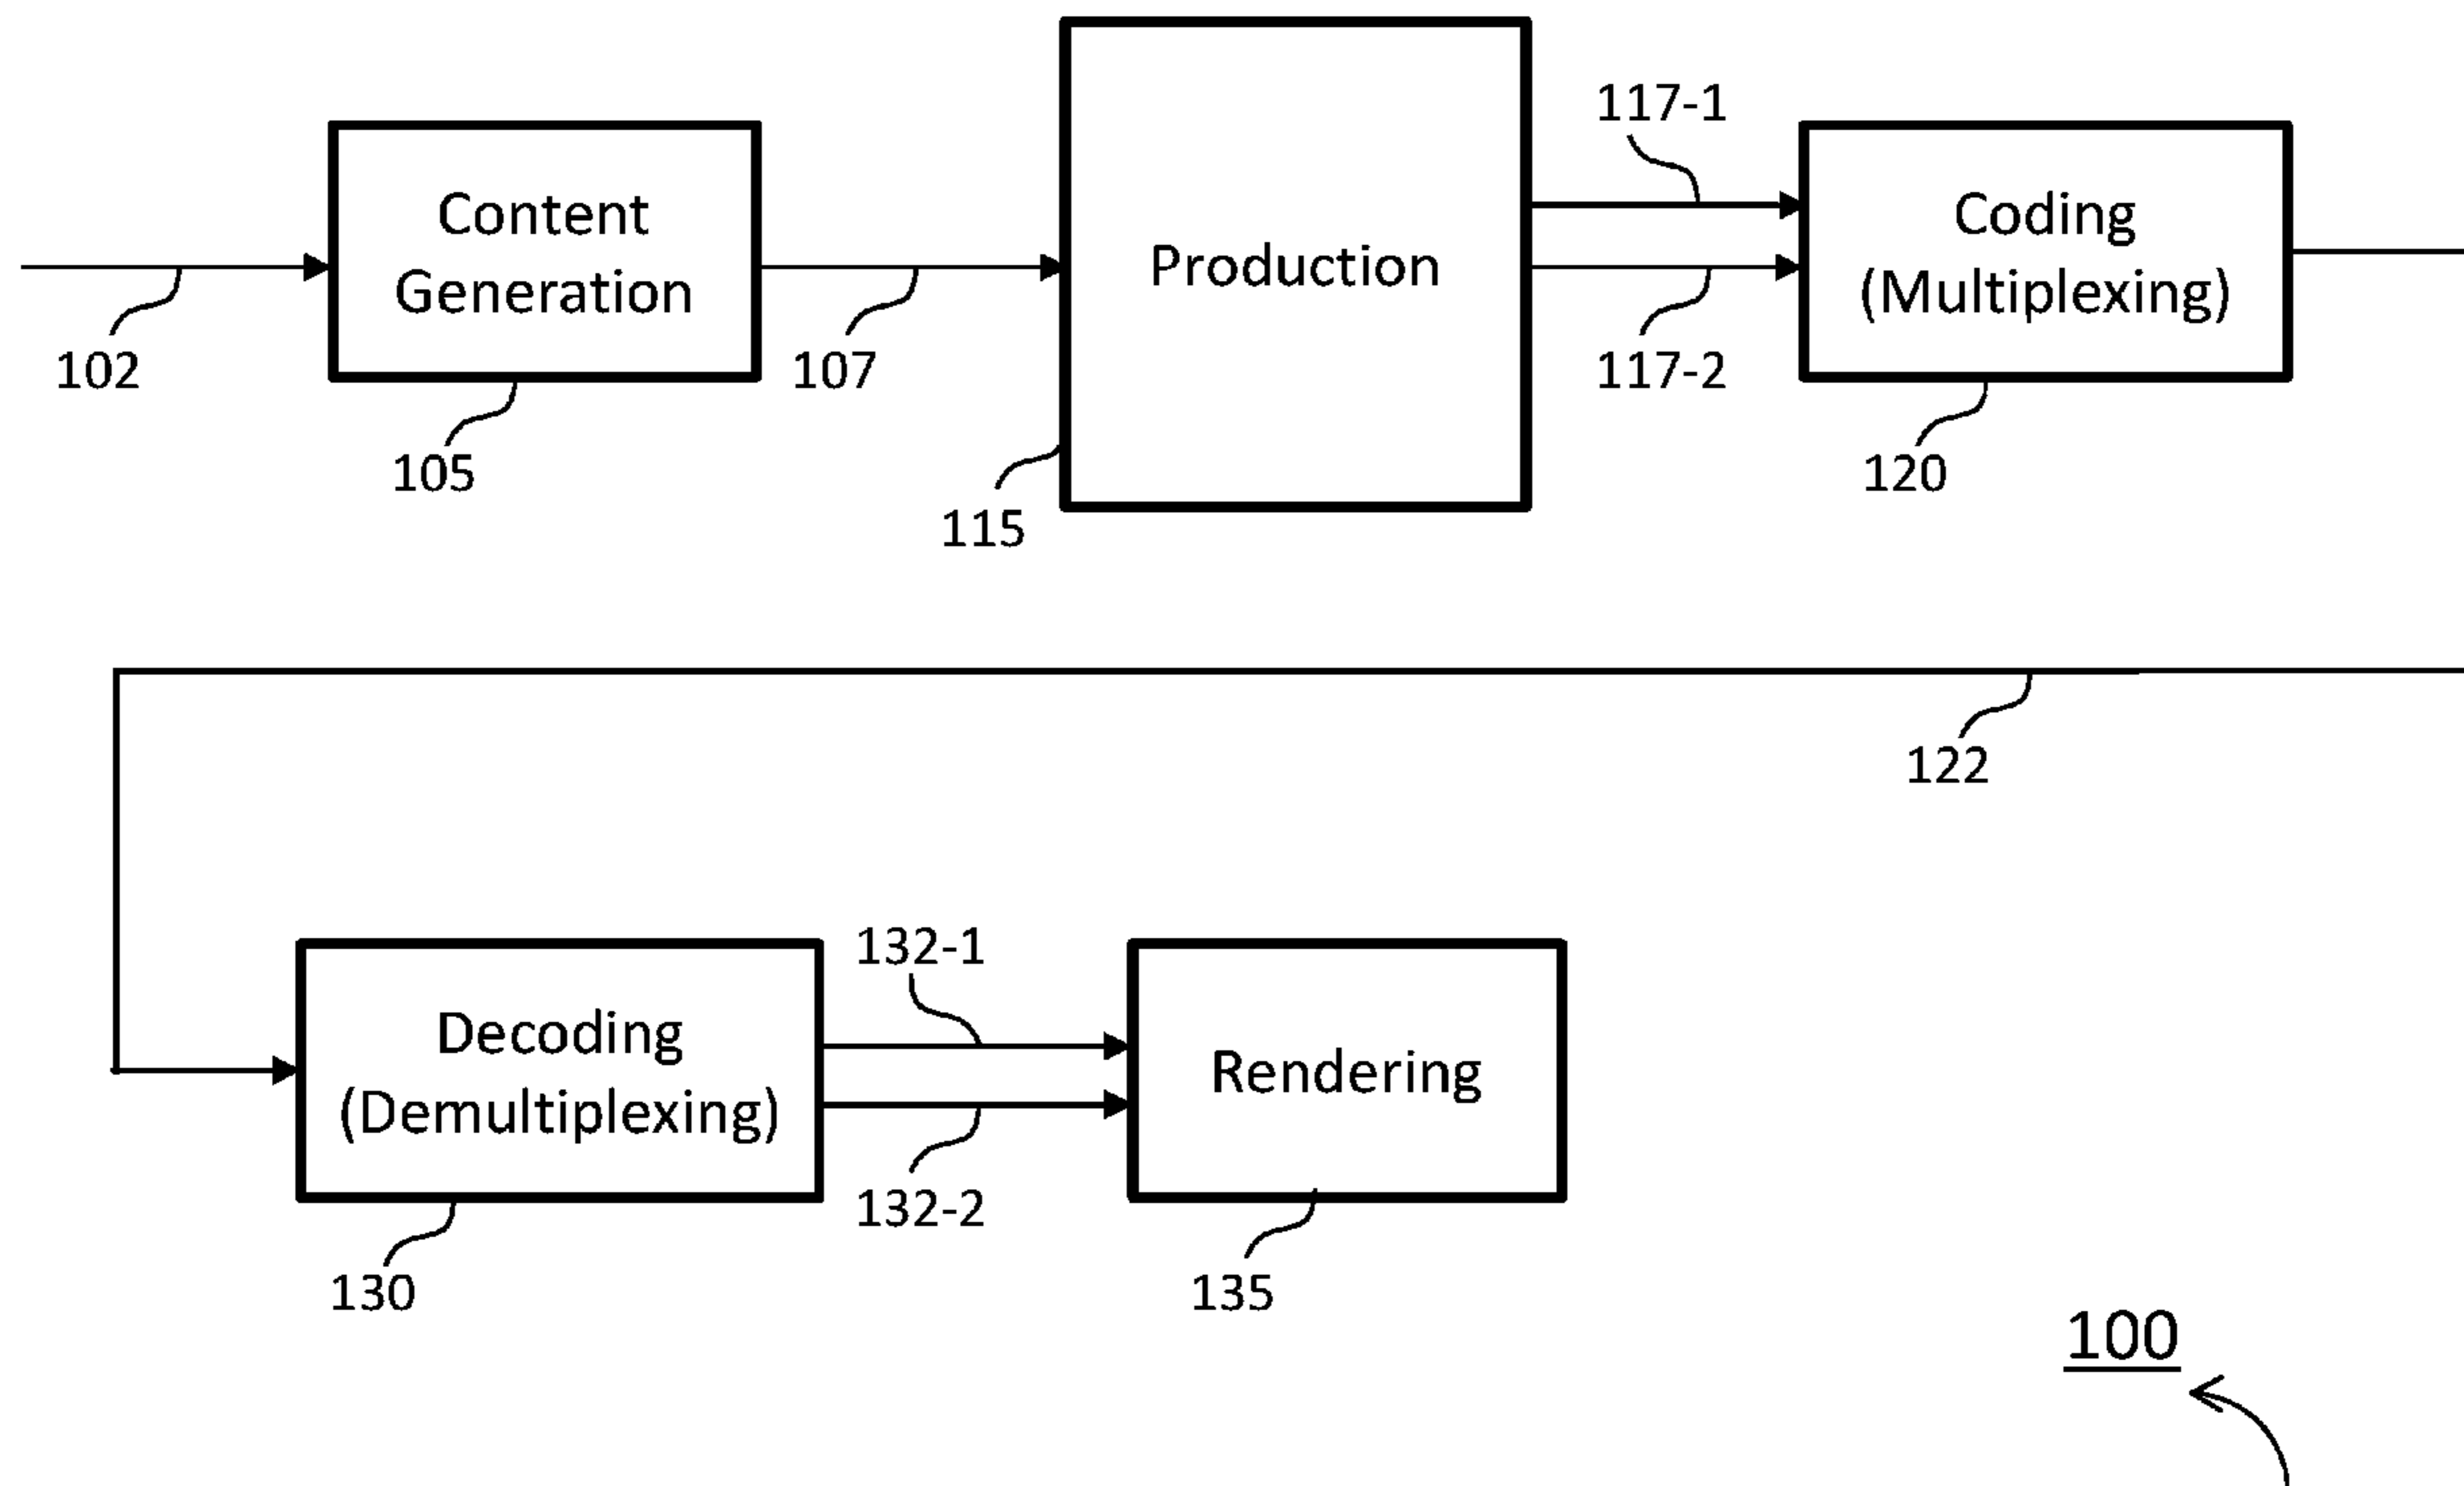 117-1
Content
Generation
Production
Coding
(Multiplexing)
102
107
117-2
105
120
115
122
132-1
Decoding
(Demultiplexing)
Rendering
132-2
130
135
100